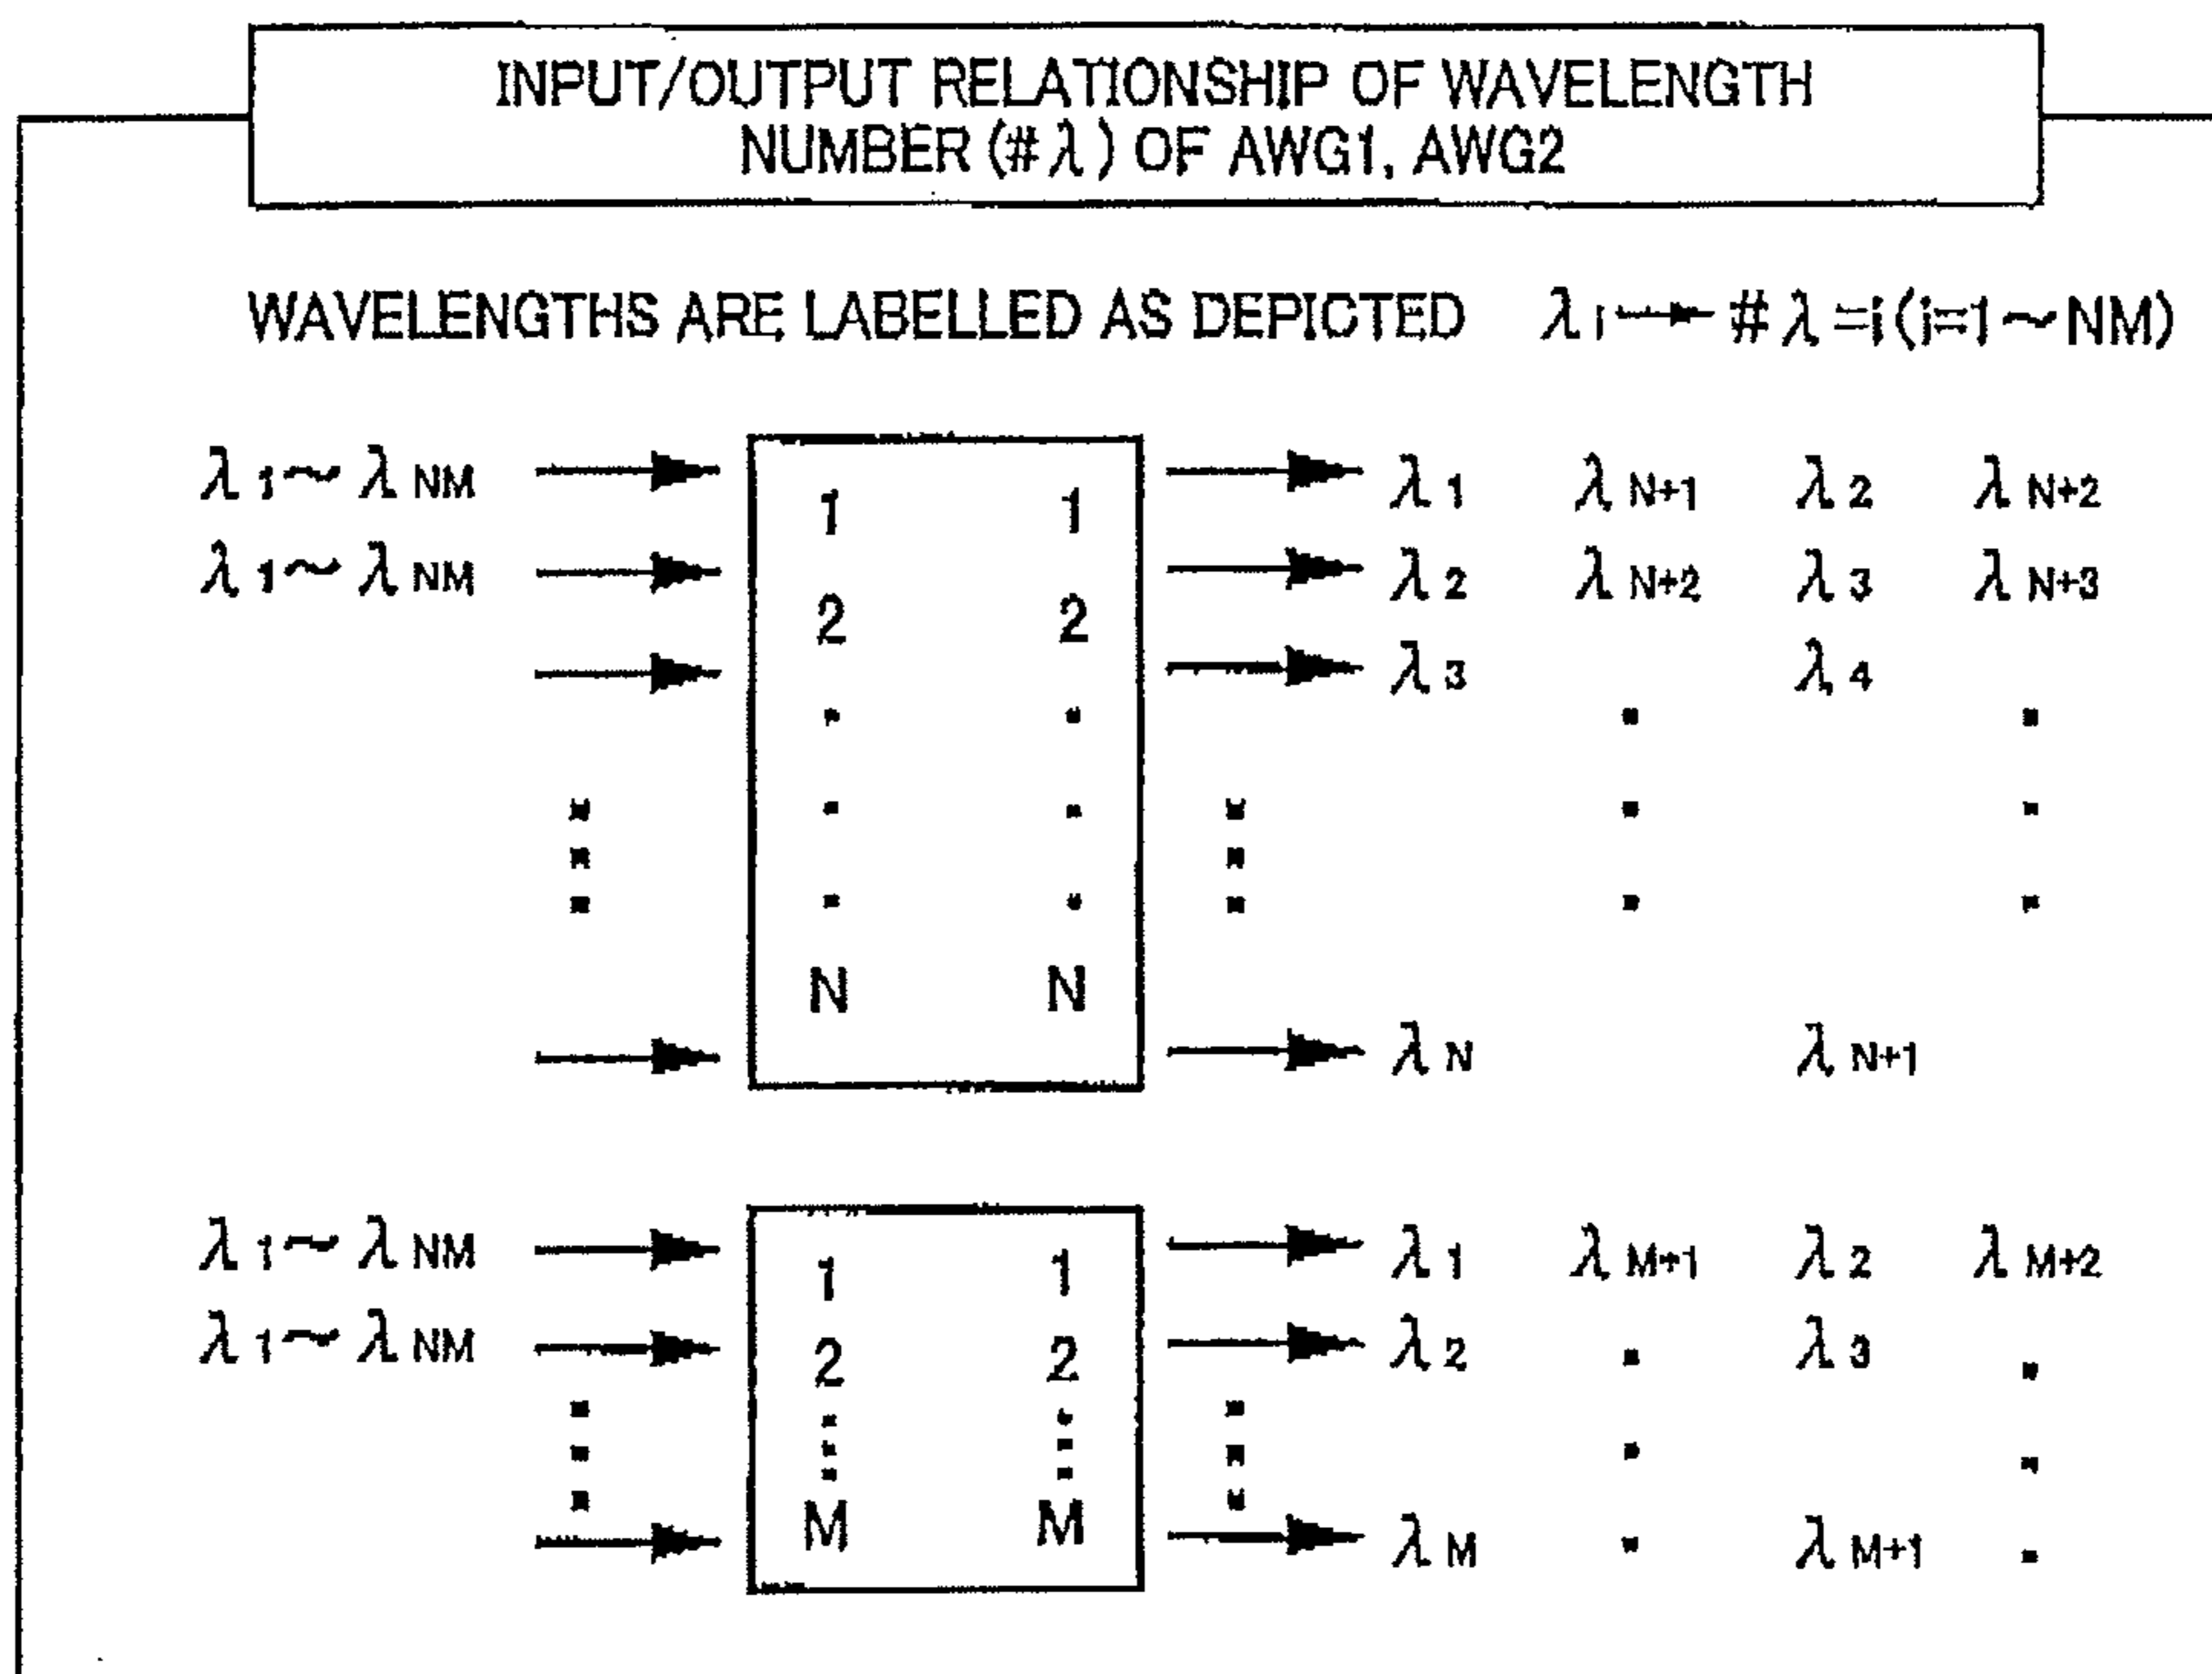 INPUT/OUTPUT RELATIONSHIP OF WAVELENGTH
NUMBER (#λ) OF AWG1, AWG2
WAVELENGTHS ARE LABELLED AS DEPICTED λi → #λ=i(i=1~NM)
λ1~λNM 1 1 λ1 λN+1 λ2 λN+2
λ1~λNM 2 2 λ2 λN+2 λ3 λN+3
λ3 λ4
N N λN λN+1
λ1~λNM 1 1 λ1 λM+1 λ2 λM+2
λ1~λNM 2 2 λ2 λ3
M M λM λM+1